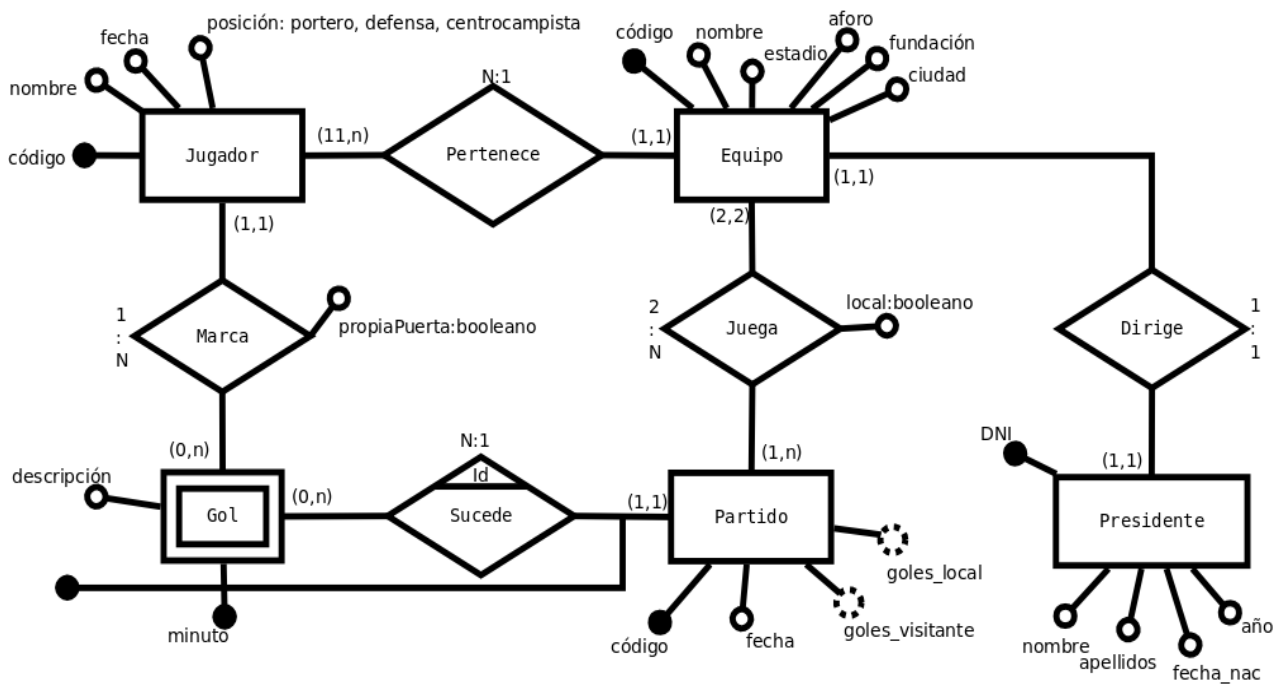 posición: portero, defensa, centrocampista
fecha
nombre
código
Jugador
(11,n)
N:1
Pertenece
(1,1)
código
nombre
estadio
aforo
fundación
ciudad
Equipo
(1,1)
(1,1)
(2,2)
1
:
N
Marca
propiaPuerta:booleano
2
:
N
Juega
local:booleano
Dirige
1
:
1
(0,n)
descripción
Gol
(0,n)
minuto
N:1
Id
Sucede
(1,1)
(1,n)
Partido
goles_local
goles_visitante
fecha
código
DNI
(1,1)
Presidente
nombre
apellidos
fecha_nac
año